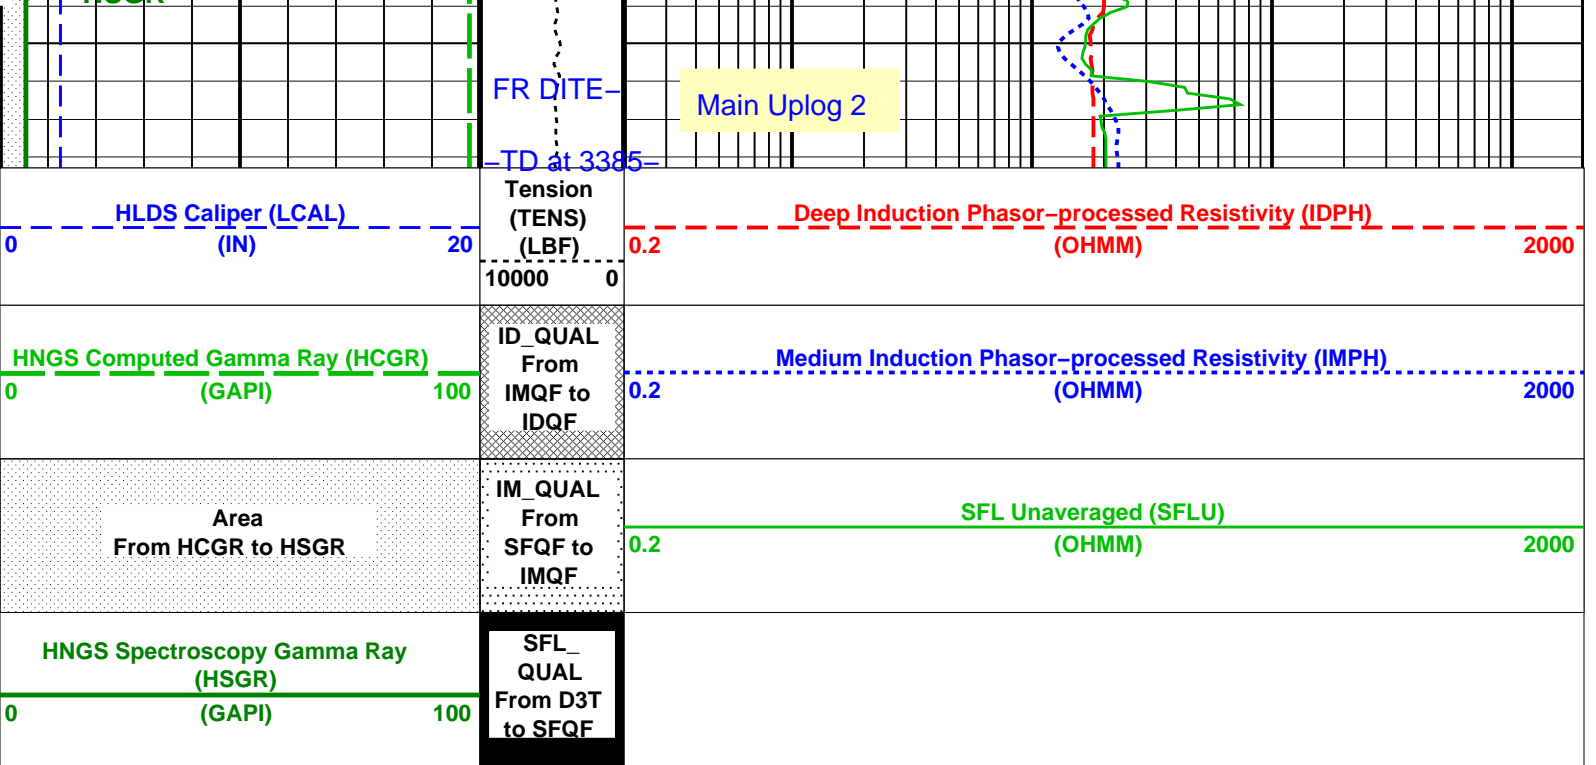 HSGR
FR DITE–
Main Uplog 2
–TD at 3385–
HLDS Caliper (LCAL)
0 (IN) 20
Tension
(TENS)
(LBF)
10000 0
Deep Induction Phasor–processed Resistivity (IDPH)
0.2 (OHMM) 2000
HNGS Computed Gamma Ray (HCGR)
0 (GAPI) 100
ID_QUAL
From
IMQF to
IDQF
Medium Induction Phasor–processed Resistivity (IMPH)
0.2 (OHMM) 2000
Area
From HCGR to HSGR
IM_QUAL
From
SFQF to
IMQF
SFL Unaveraged (SFLU)
0.2 (OHMM) 2000
HNGS Spectroscopy Gamma Ray
(HSGR)
0 (GAPI) 100
SFL_
QUAL
From D3T
to SFQF